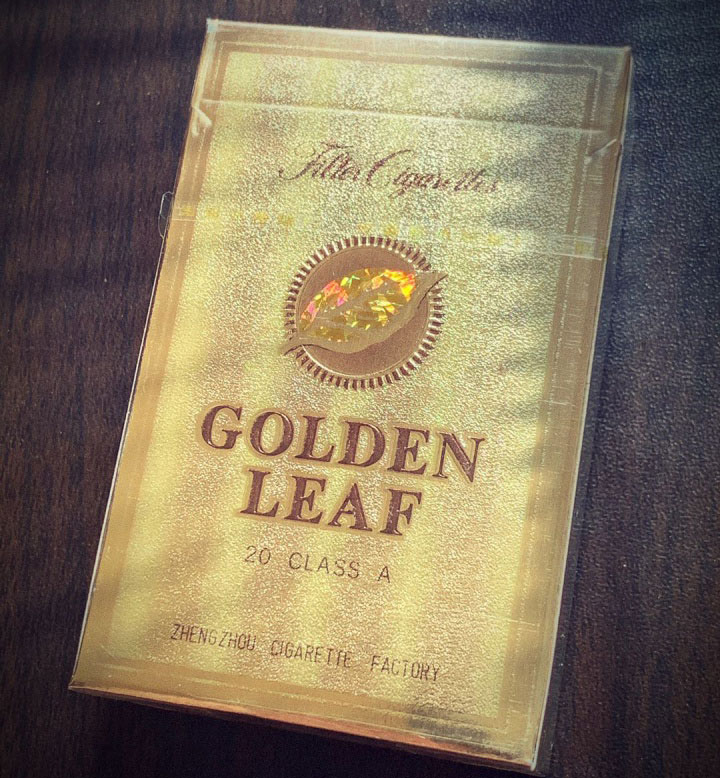 Filter Cigarettes
GOLDEN
LEAF
20 CLASS A
ZHENGZHOU CIGARETTE FACTORY